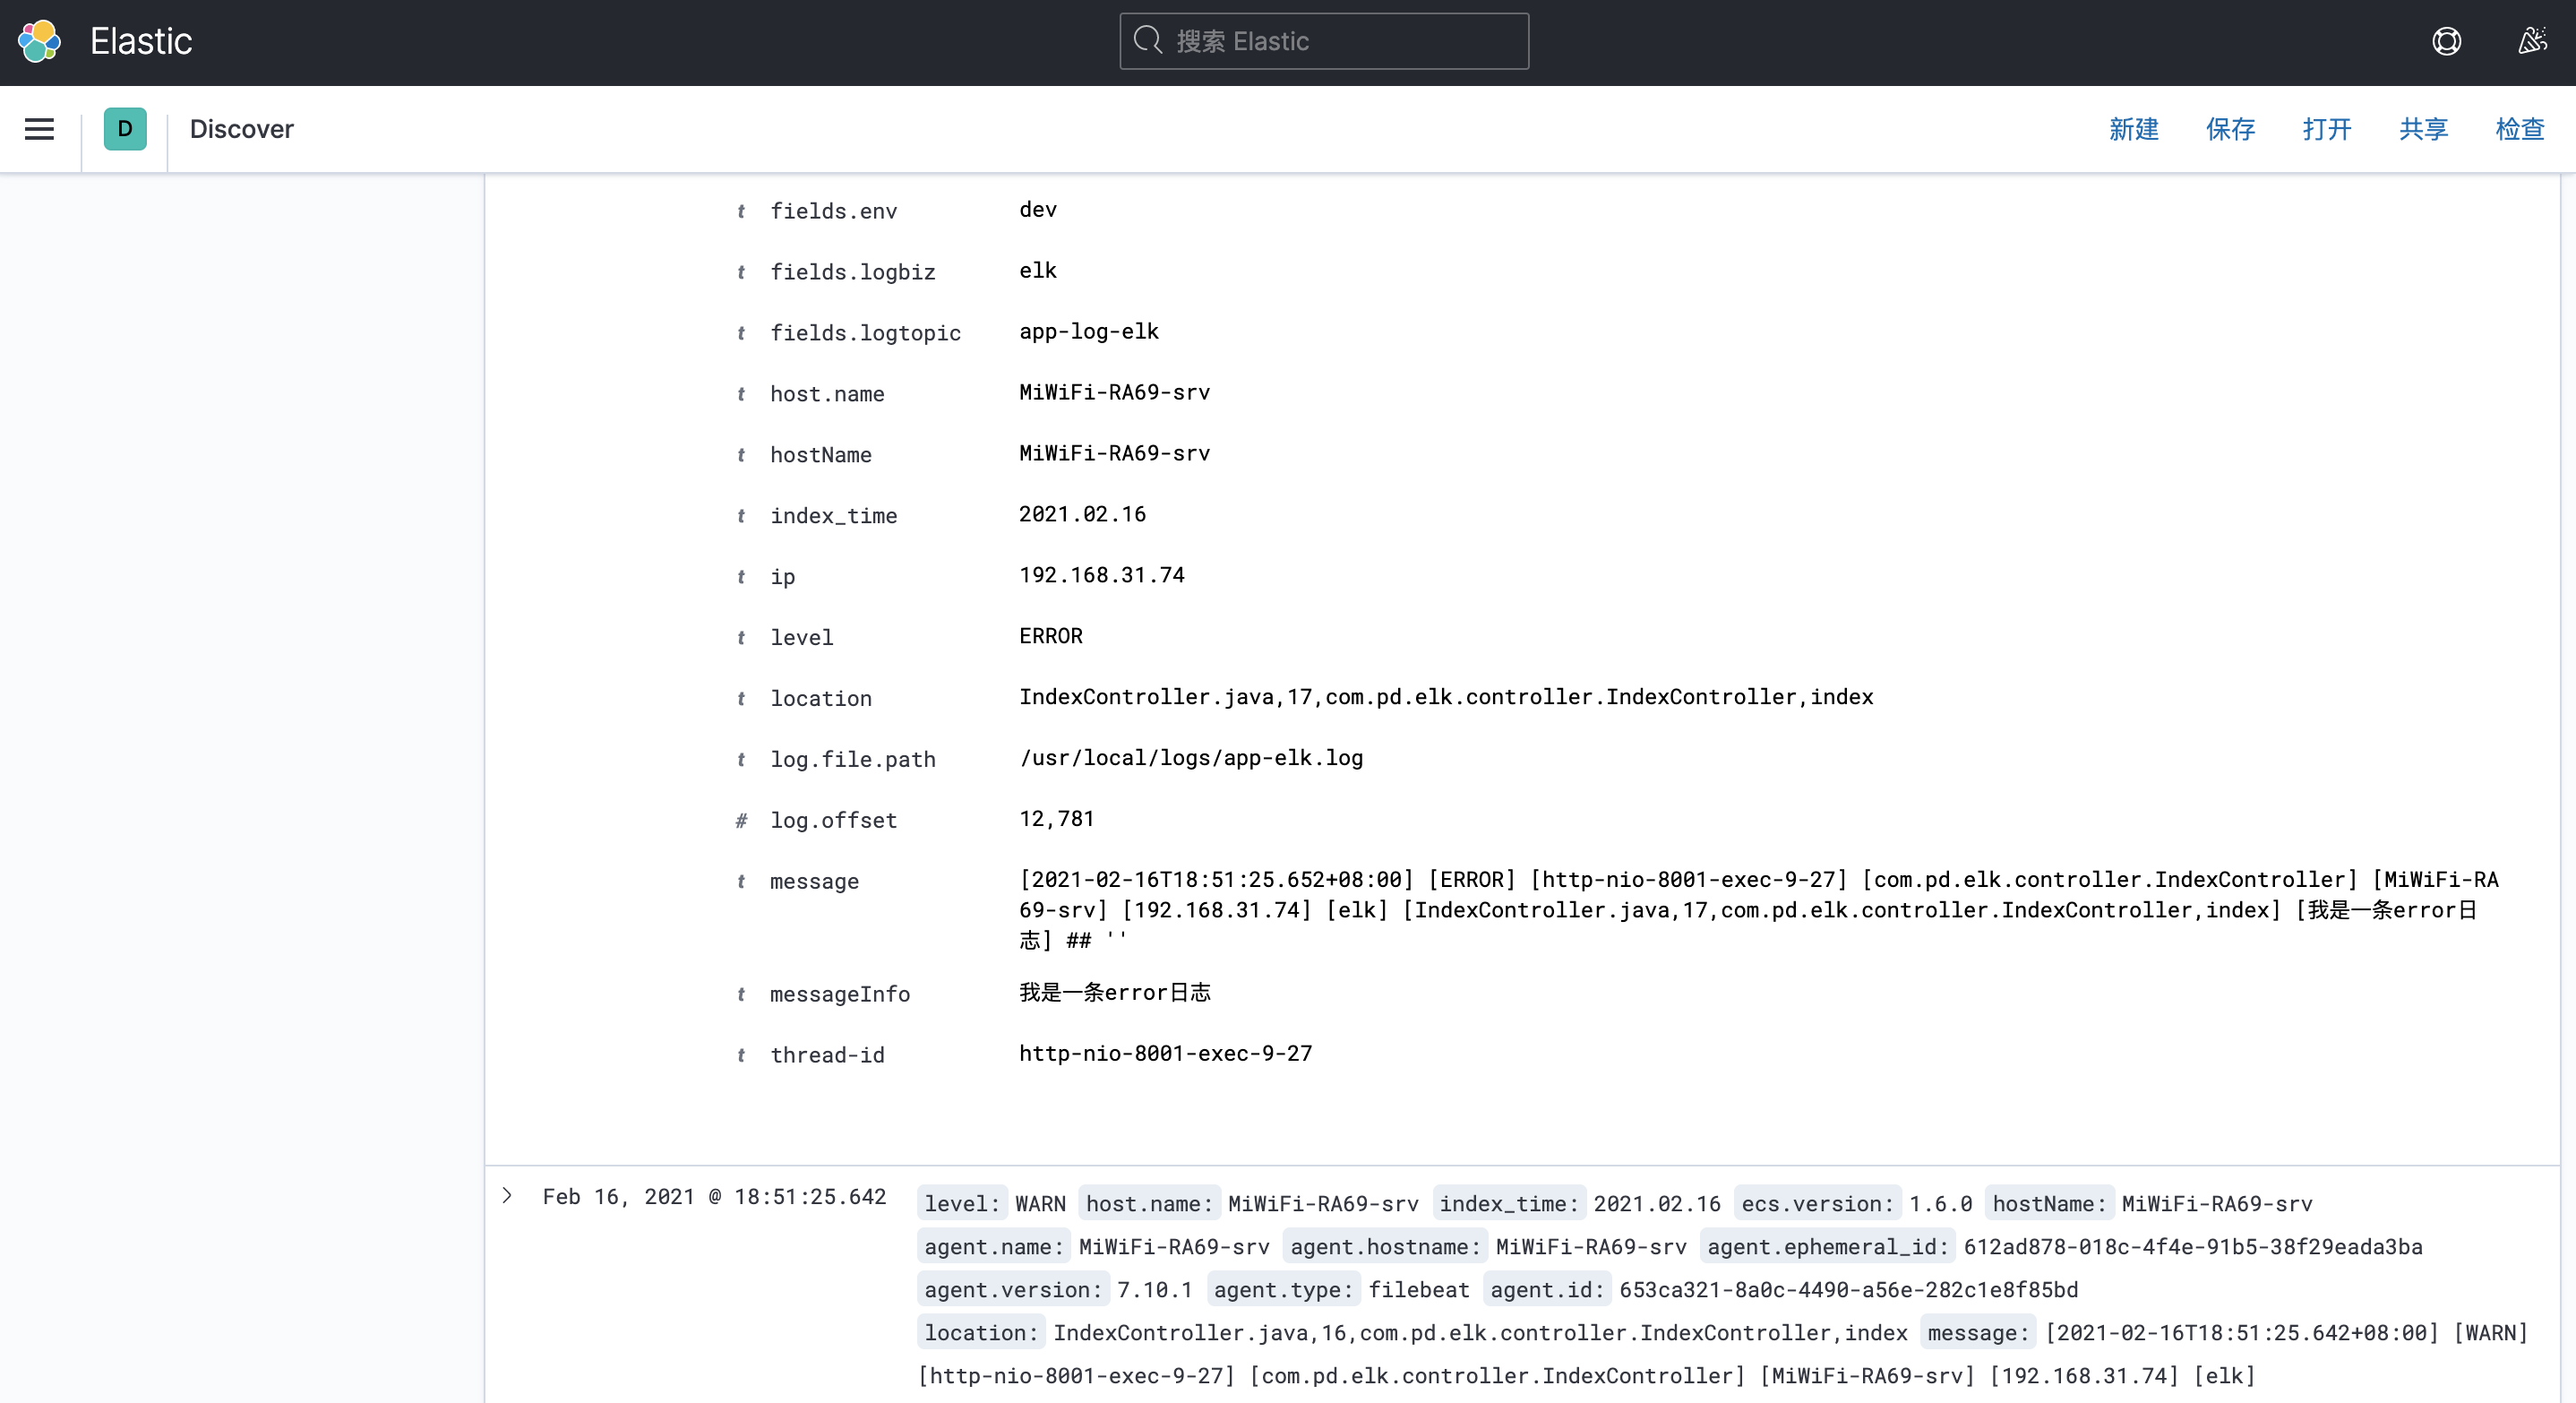 Elastic
搜索 Elastic
D Discover
新建 保存 打开 共享 检查
t fields.env dev
t fields.logbiz elk
t fields.logtopic app-log-elk
t host.name MiWiFi-RA69-srv
t hostName MiWiFi-RA69-srv
t index_time 2021.02.16
t ip 192.168.31.74
t level ERROR
t location IndexController.java,17,com.pd.elk.controller.IndexController,index
t log.file.path /usr/local/logs/app-elk.log
# log.offset 12,781
t message [2021-02-16T18:51:25.652+08:00] [ERROR] [http-nio-8001-exec-9-27] [com.pd.elk.controller.IndexController] [MiWiFi-RA
69-srv] [192.168.31.74] [elk] [IndexController.java,17,com.pd.elk.controller.IndexController,index] [我是一条error日
志] ## ''
t messageInfo 我是一条error日志
t thread-id http-nio-8001-exec-9-27
Feb 16, 2021 @ 18:51:25.642 level: WARN host.name: MiWiFi-RA69-srv index_time: 2021.02.16 ecs.version: 1.6.0 hostName: MiWiFi-RA69-srv
agent.name: MiWiFi-RA69-srv agent.hostname: MiWiFi-RA69-srv agent.ephemeral_id: 612ad878-018c-4f4e-91b5-38f29eada3ba
agent.version: 7.10.1 agent.type: filebeat agent.id: 653ca321-8a0c-4490-a56e-282c1e8f85bd
location: IndexController.java,16,com.pd.elk.controller.IndexController,index message: [2021-02-16T18:51:25.642+08:00] [WARN]
[http-nio-8001-exec-9-27] [com.pd.elk.controller.IndexController] [MiWiFi-RA69-srv] [192.168.31.74] [elk]